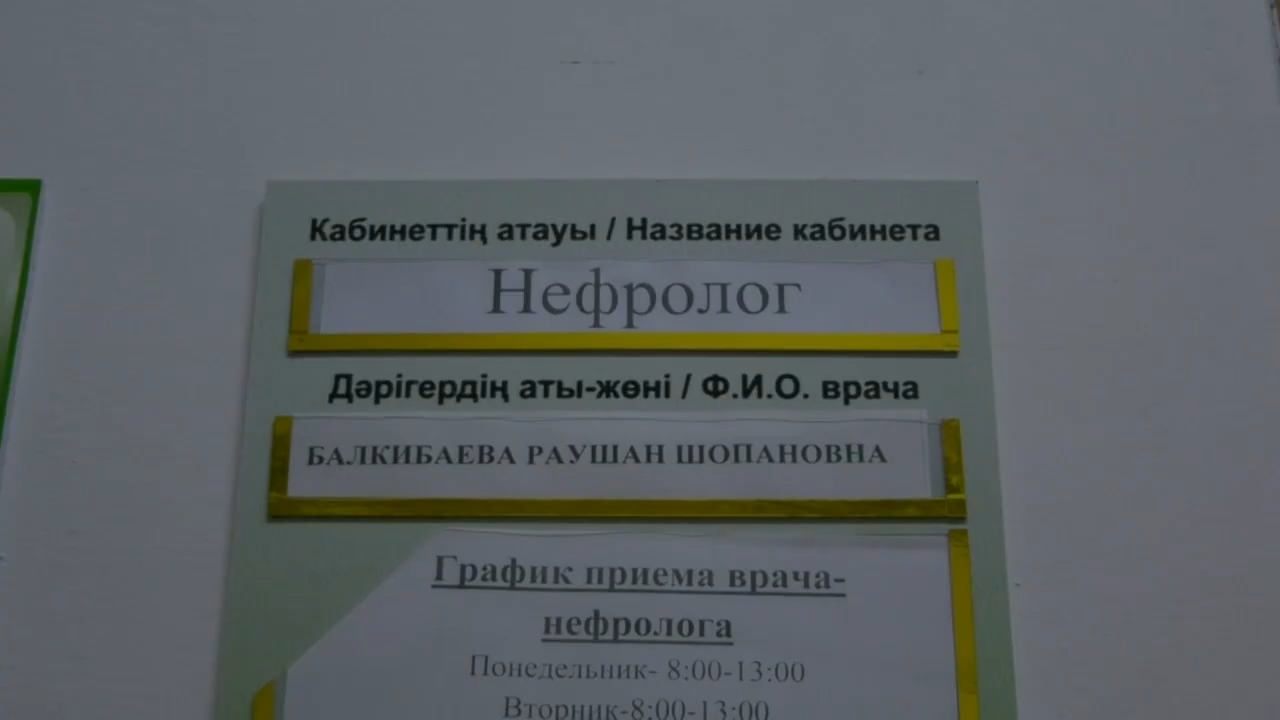 Кабинеттің атауы / Название кабинета
Нефролог
Дәрігердің аты-жөні / Ф.И.О. врача
БАЛКИБАЕВА РАУШАН ШОПАНОВНА
График приема врача-
нефролога
Понедельник- 8:00-13:00
Вторник-8:00-13:00